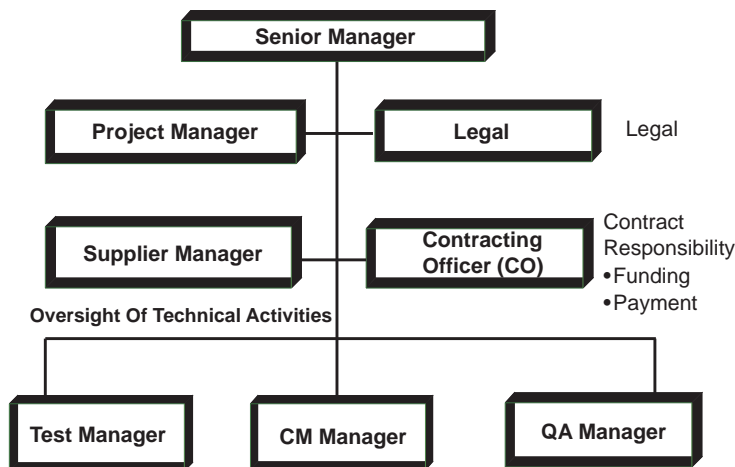 Senior Manager
Project Manager
Legal
Legal
Supplier Manager
Contracting
Officer (CO)
Contract
Responsibility
•Funding
•Payment
Oversight Of Technical Activities
Test Manager
CM Manager
QA Manager